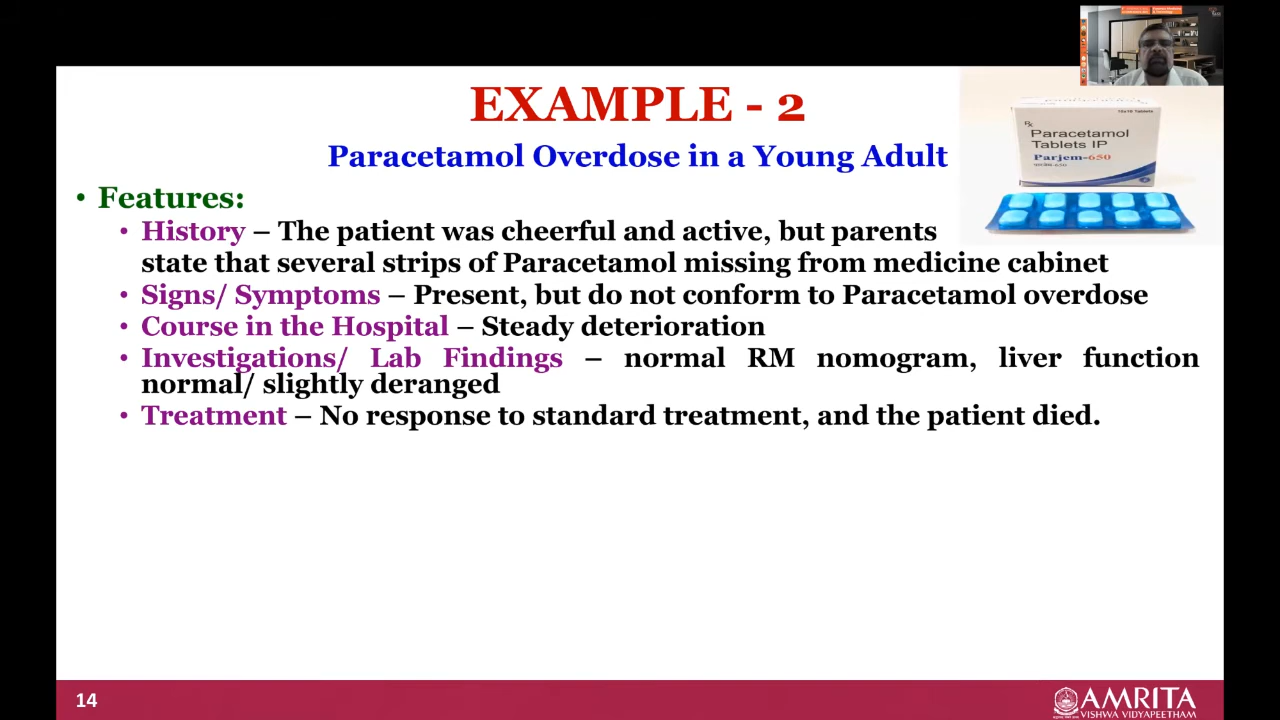 EXAMPLE - 2
Paracetamol Overdose in a Young Adult
10x10 Tablets
Rx
Paracetamol
Tablets IP
Parjem-650
• Features:
• History – The patient was cheerful and active, but parents
state that several strips of Paracetamol missing from medicine cabinet
• Signs/ Symptoms – Present, but do not conform to Paracetamol overdose
• Course in the Hospital – Steady deterioration
• Investigations/ Lab Findings – normal RM nomogram, liver function
normal/ slightly deranged
• Treatment – No response to standard treatment, and the patient died.
14
AMRITA
VISHWA VIDYAPEETHAM